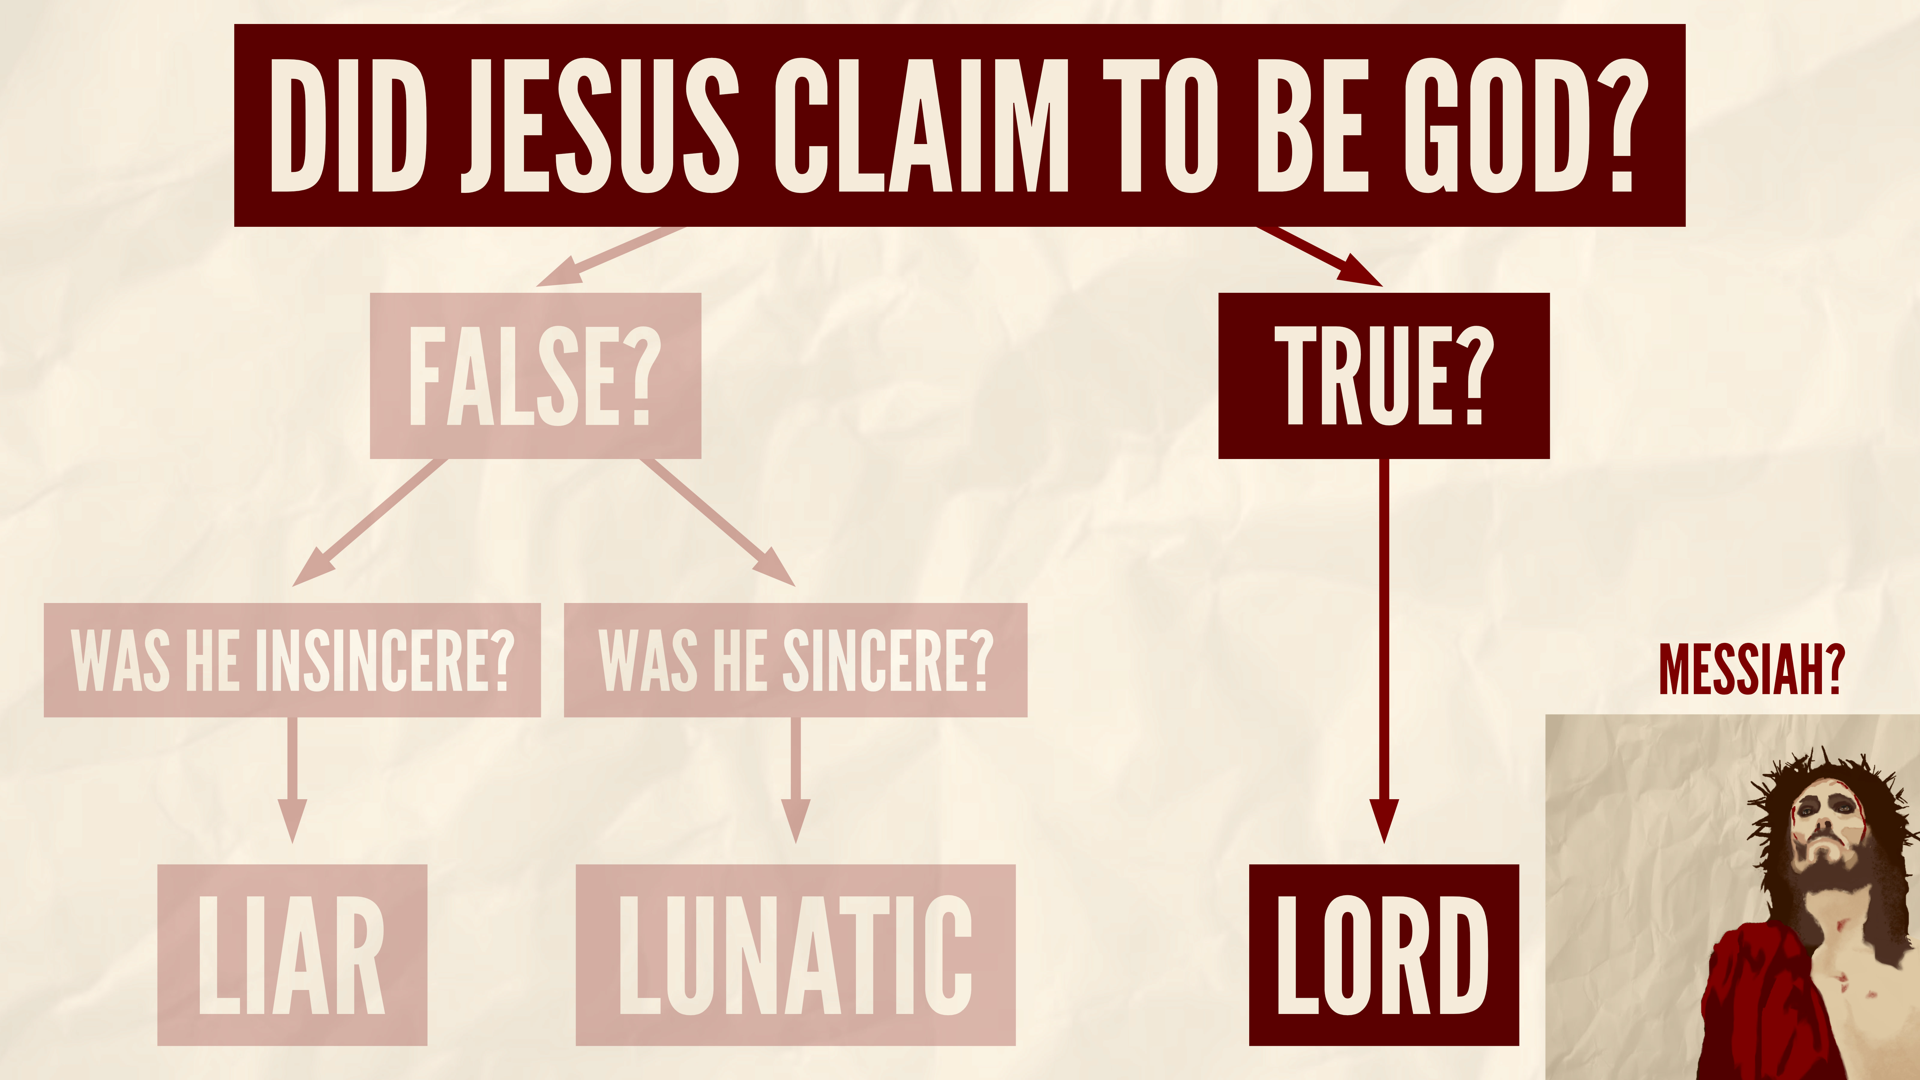 DID JESUS CLAIM TO BE GOD?
FALSE?
TRUE?
WAS HE INSINCERE?
WAS HE SINCERE?
MESSIAH?
LIAR
LUNATIC
LORD